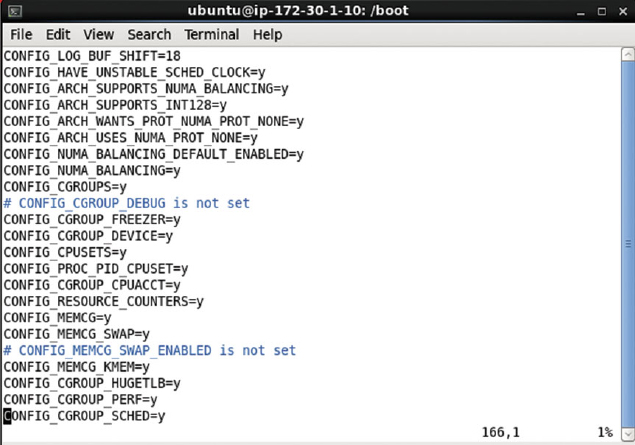 ubuntu@ip-172-30-1-10: /boot
File Edit View Search Terminal Help
CONFIG_LOG_BUF_SHIFT=18
CONFIG_HAVE_UNSTABLE_SCHED_CLOCK=y
CONFIG_ARCH_SUPPORTS_NUMA_BALANCING=y
CONFIG_ARCH_SUPPORTS_INT128=y
CONFIG_ARCH_WANTS_PROT_NUMA_PROT_NONE=y
CONFIG_ARCH_USES_NUMA_PROT_NONE=y
CONFIG_NUMA_BALANCING_DEFAULT_ENABLED=y
CONFIG_NUMA_BALANCING=y
CONFIG_CGROUPS=y
# CONFIG_CGROUP_DEBUG is not set
CONFIG_CGROUP_FREEZER=y
CONFIG_CGROUP_DEVICE=y
CONFIG_CPUSETS=y
CONFIG_PROC_PID_CPUSET=y
CONFIG_CGROUP_CPUACCT=y
CONFIG_RESOURCE_COUNTERS=y
CONFIG_MEMCG=y
CONFIG_MEMCG_SWAP=y
# CONFIG_MEMCG_SWAP_ENABLED is not set
CONFIG_MEMCG_KMEM=y
CONFIG_CGROUP_HUGETLB=y
CONFIG_CGROUP_PERF=y
CONFIG_CGROUP_SCHED=y
166,1 1%